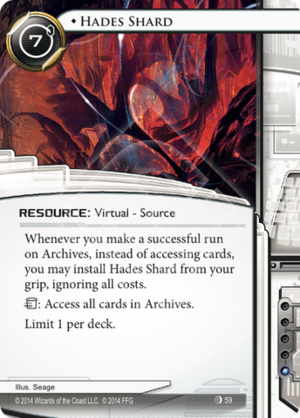 • Hades Shard
7
Resource: Virtual - Source
Whenever you make a successful run
on Archives, instead of accessing cards,
you may install Hades Shard from your
grip, ignoring all costs.
: Access all cards in Archives.
Limit 1 per deck.
Illus. Seage
© 2014 Wizards of the Coast LLC. © 2014 FFG
59